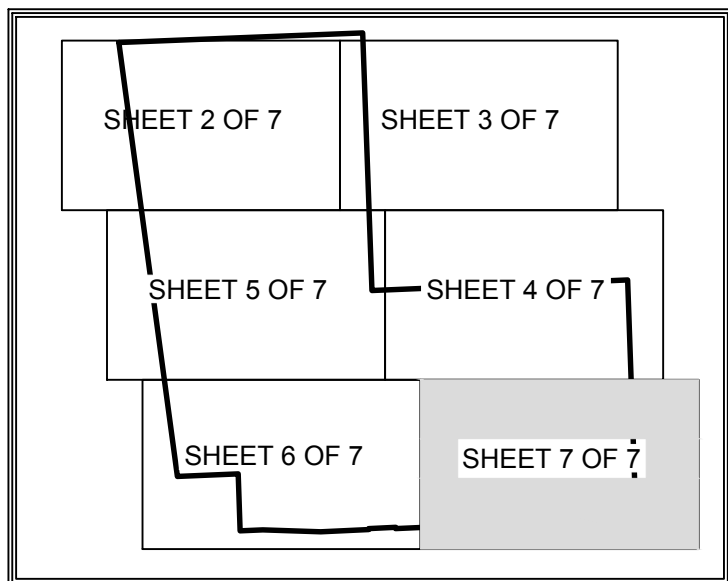 SHEET 2 OF 7
SHEET 3 OF 7
SHEET 5 OF 7
SHEET 4 OF 7
SHEET 6 OF 7
SHEET 7 OF 7